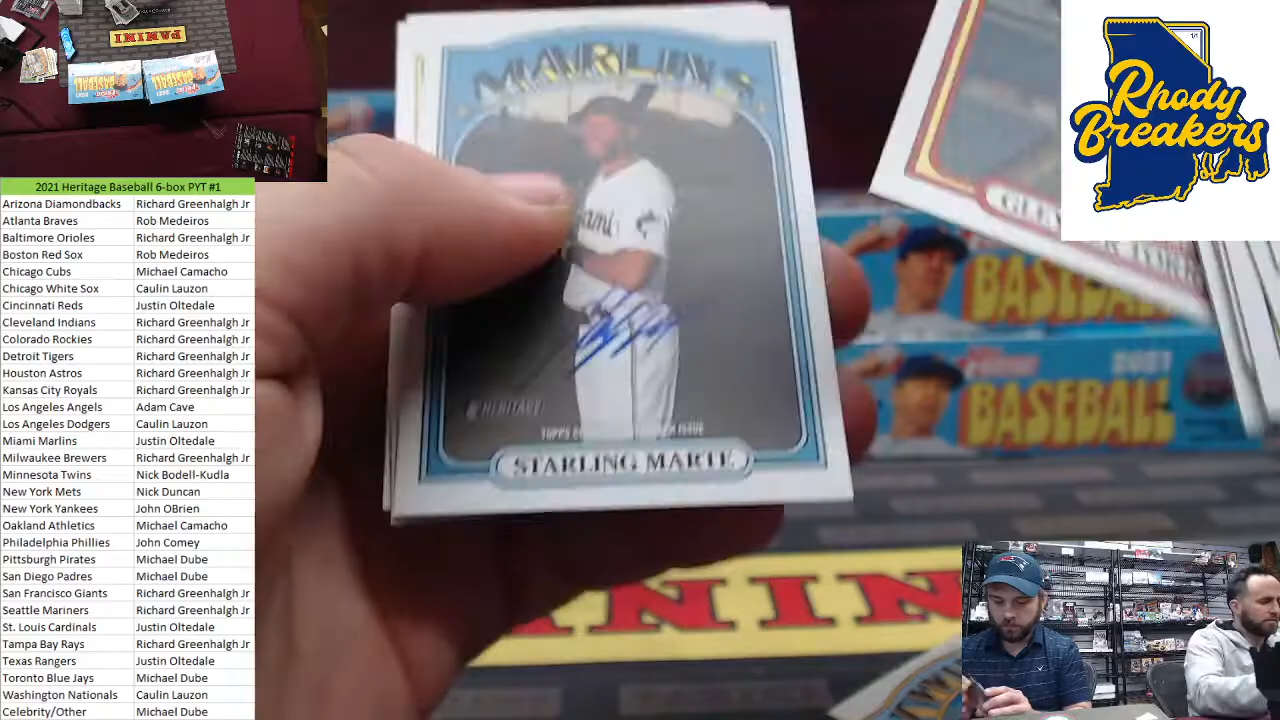 PANINI
BASEBALL
BASEBALL
2021 Heritage Baseball 6-box PYT #1
Arizona Diamondbacks Richard Greenhalgh Jr
Atlanta Braves Rob Medeiros
Baltimore Orioles Richard Greenhalgh Jr
Boston Red Sox Rob Medeiros
Chicago Cubs Michael Camacho
Chicago White Sox Caulin Lauzon
Cincinnati Reds Justin Oltedale
Cleveland Indians Richard Greenhalgh Jr
Colorado Rockies Richard Greenhalgh Jr
Detroit Tigers Richard Greenhalgh Jr
Houston Astros Richard Greenhalgh Jr
Kansas City Royals Richard Greenhalgh Jr
Los Angeles Angels Adam Cave
Los Angeles Dodgers Caulin Lauzon
Miami Marlins Justin Oltedale
Milwaukee Brewers Richard Greenhalgh Jr
Minnesota Twins Nick Bodell-Kudla
New York Mets Nick Duncan
New York Yankees John OBrien
Oakland Athletics Michael Camacho
Philadelphia Phillies John Comey
Pittsburgh Pirates Michael Dube
San Diego Padres Michael Dube
San Francisco Giants Richard Greenhalgh Jr
Seattle Mariners Richard Greenhalgh Jr
St. Louis Cardinals Justin Oltedale
Tampa Bay Rays Richard Greenhalgh Jr
Texas Rangers Justin Oltedale
Toronto Blue Jays Michael Dube
Washington Nationals Caulin Lauzon
Celebrity/Other Michael Dube
MARLINS
HERITAGE
STARLING MARTE
1/1
Rhody
Breakers
BASEBALL
2021
BASEBALL
PANIN